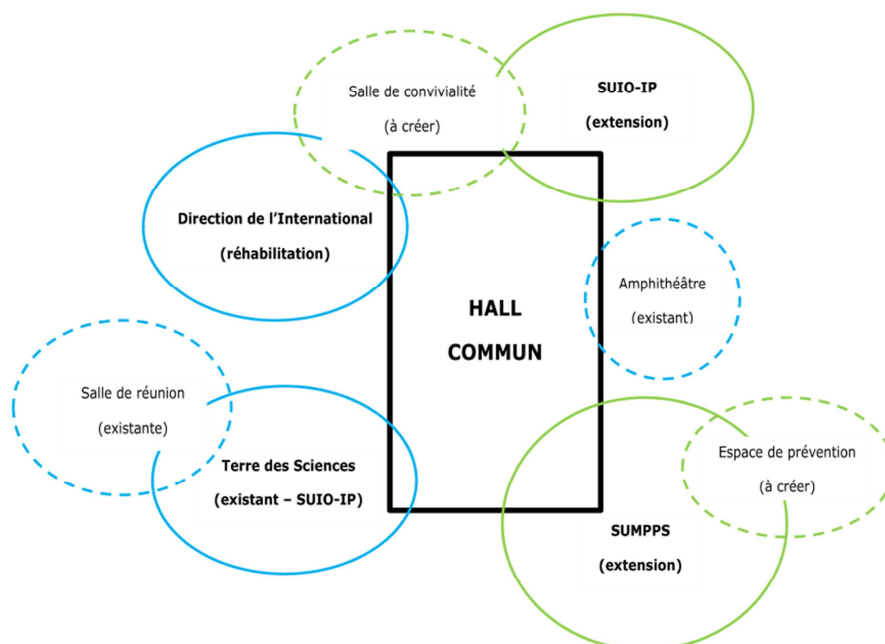 Salle de convivialité
(à créer)
SUIO-IP
(extension)
Direction de l'International
(réhabilitation)
Amphithéâtre
(existant)
HALL
COMMUN
Salle de réunion
(existante)
Terre des Sciences
(existant – SUIO-IP)
Espace de prévention
(à créer)
SUMPPS
(extension)